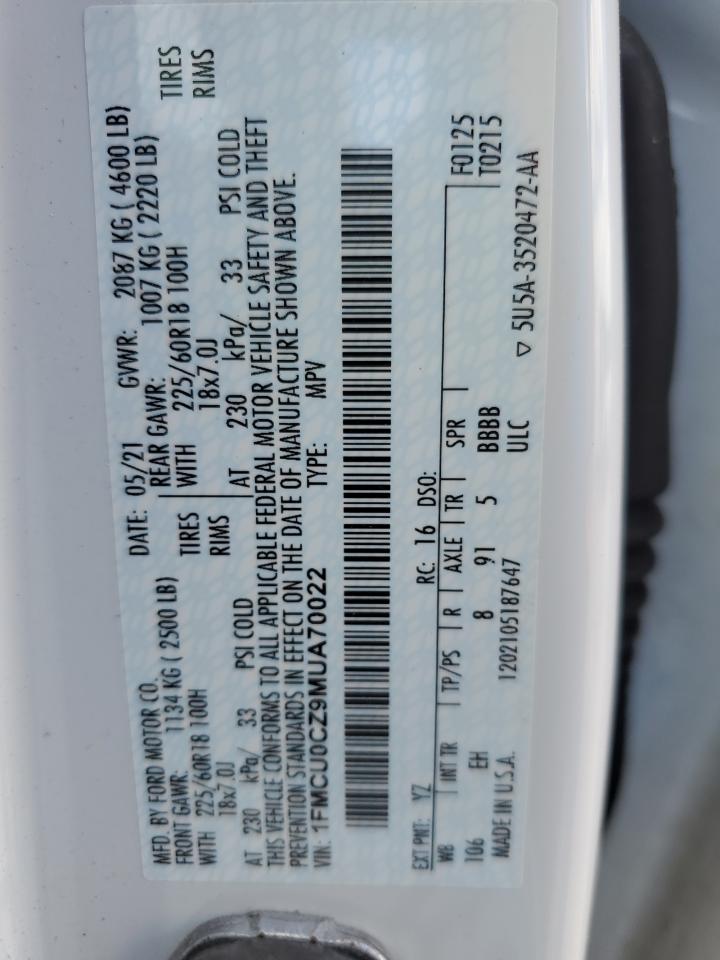 MFD. BY FORD MOTOR CO.
DATE: 05/21 GVWR: 2087 KG ( 4600 LB)
FRONT GAWR: 1134 KG ( 2500 LB)
REAR GAWR: 1007 KG ( 2220 LB)
WITH 225/60R18 100H TIRES
WITH 225/60R18 100H TIRES
18x7.0J RIMS
18x7.0J RIMS
AT 230 kPa/ 33 PSI COLD
AT 230 kPa/ 33 PSI COLD
THIS VEHICLE CONFORMS TO ALL APPLICABLE FEDERAL MOTOR VEHICLE SAFETY AND THEFT
PREVENTION STANDARDS IN EFFECT ON THE DATE OF MANUFACTURE SHOWN ABOVE.
VIN: 1FMCU0CZ9MUA70022 TYPE: MPV
EXT PNT: YZ RC: 16 DSO:
WB INT TR TP/PS R AXLE TR SPR F0125
106 EH 8 91 5 BBBB T0215
ULC
MADE IN U.S.A. 1202105187647 ▽ 5U5A-3520472-AA